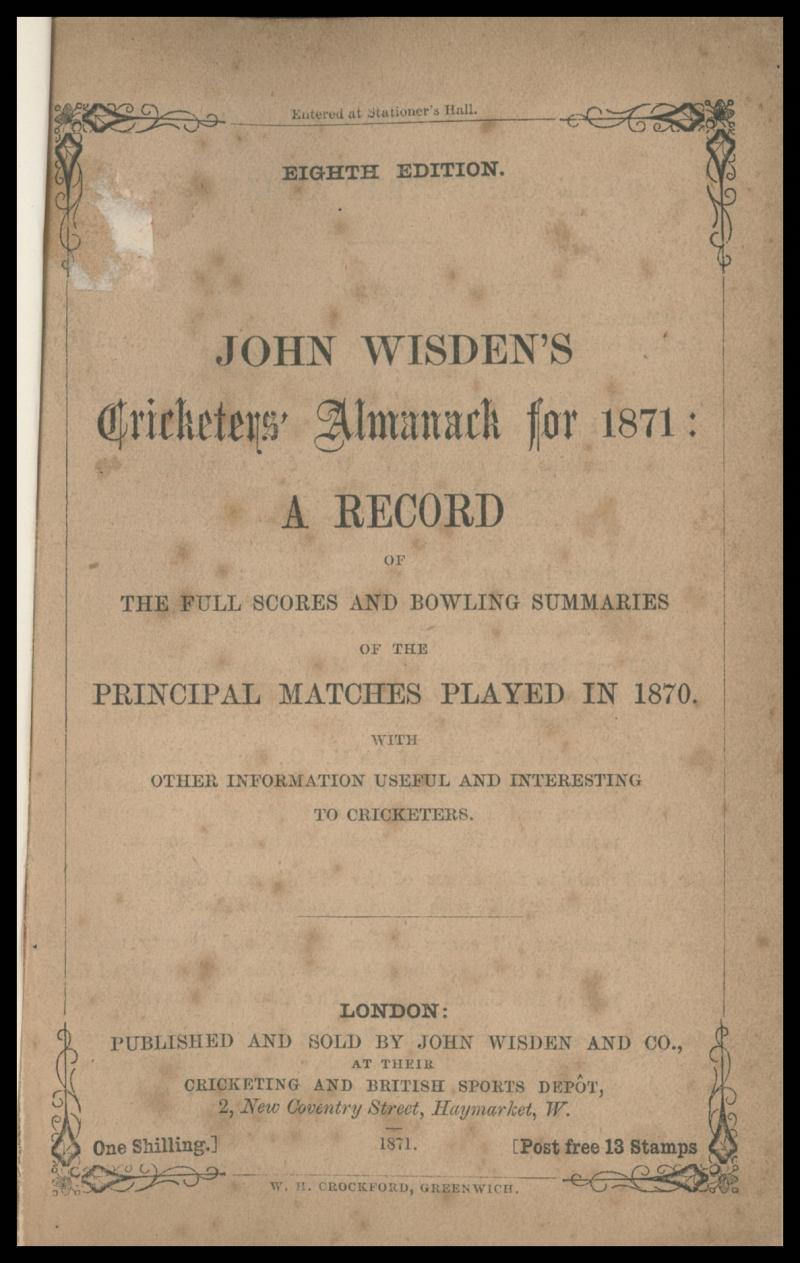 Entered at Stationer's Hall.
EIGHTH EDITION.
JOHN WISDEN'S
Cricketers' Almanack for 1871:
A RECORD
OF
THE FULL SCORES AND BOWLING SUMMARIES
OF THE
PRINCIPAL MATCHES PLAYED IN 1870.
WITH
OTHER INFORMATION USEFUL AND INTERESTING
TO CRICKETERS.
LONDON:
PUBLISHED AND SOLD BY JOHN WISDEN AND CO.,
AT THEIR
CRICKETING AND BRITISH SPORTS DEPÔT,
2, New Coventry Street, Haymarket, W.
One Shilling.] 1871. [Post free 13 Stamps
W. H. CROCKFORD, GREENWICH.